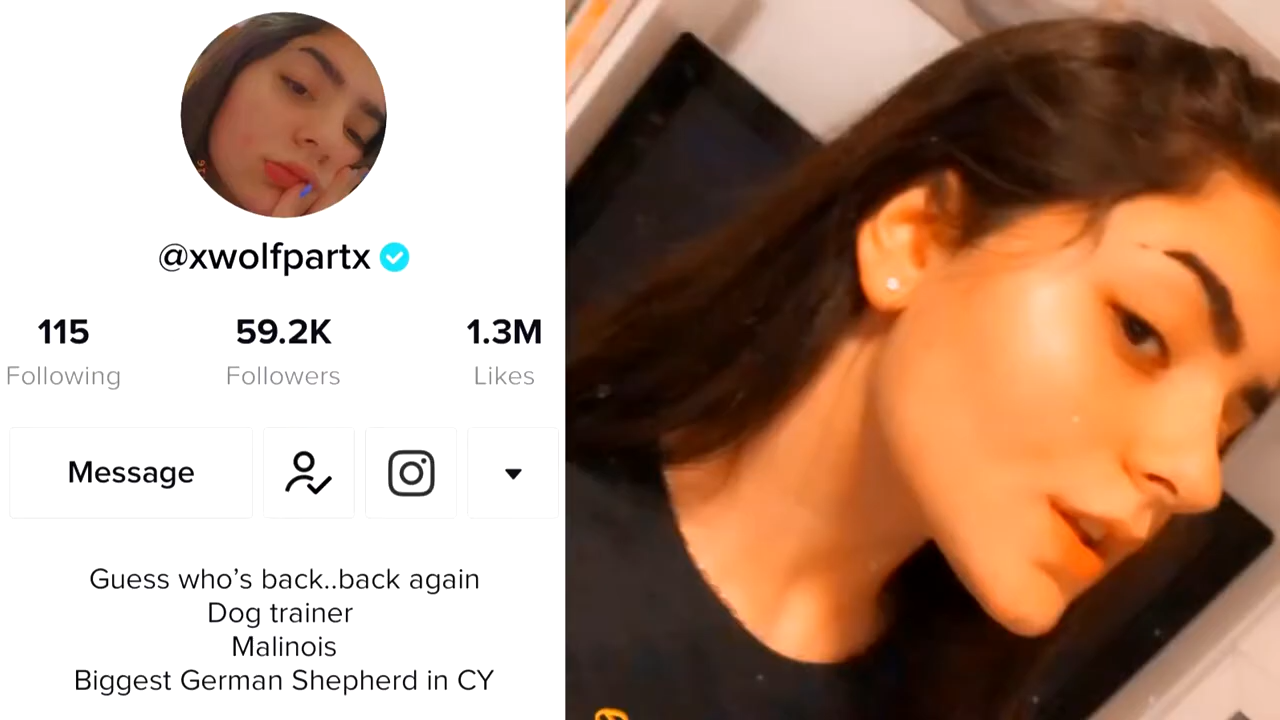 @xwolfpartx
115
Following
59.2K
Followers
1.3M
Likes
Message
Guess who’s back..back again
Dog trainer
Malinois
Biggest German Shepherd in CY